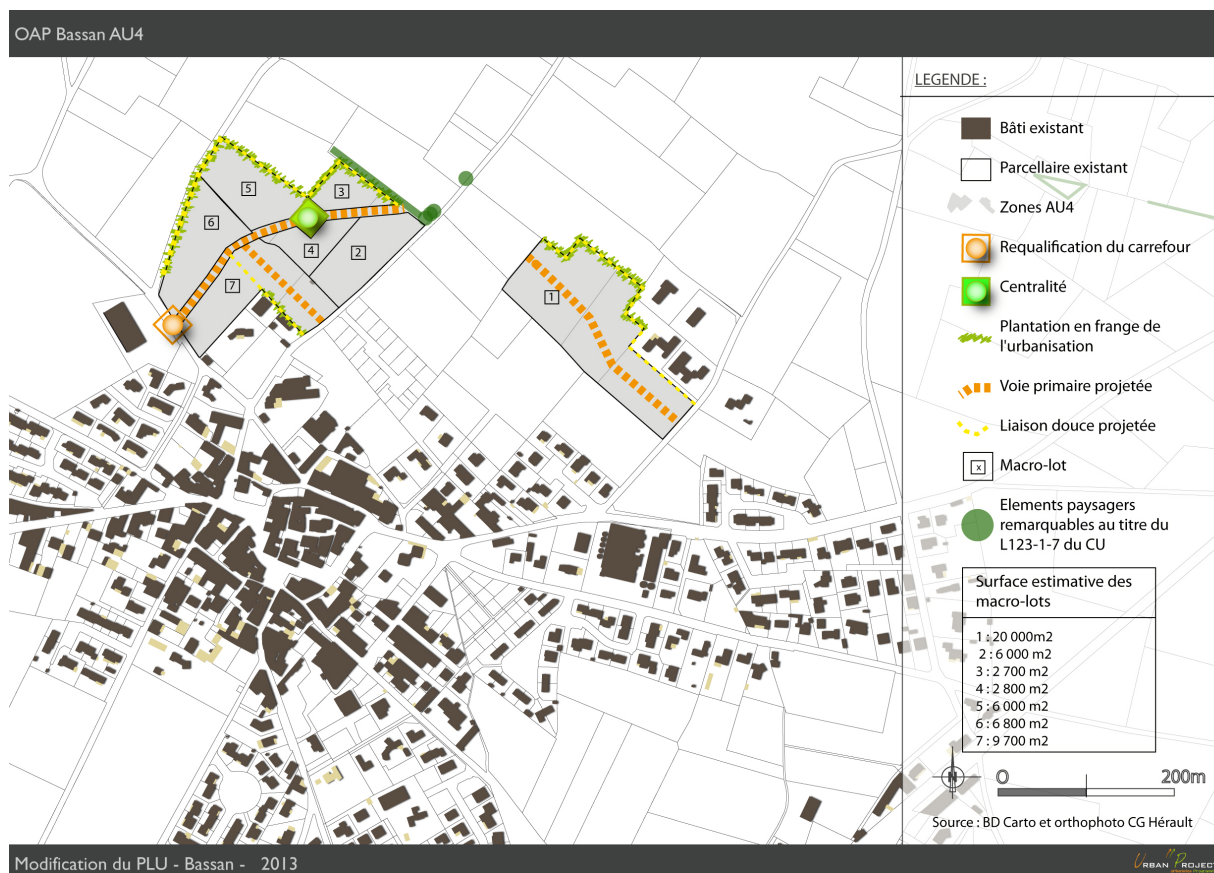 OAP Bassan AU4
LEGENDE :
Bâti existant
Parcellaire existant
Zones AU4
Requalification du carrefour
Centralité
Plantation en frange de
l'urbanisation
Voie primaire projetée
Liaison douce projetée
x
Macro-lot
Elements paysagers
remarquables au titre du
L123-1-7 du CU
Surface estimative des
macro-lots
1 : 20 000m2
2 : 6 000 m2
3 : 2 700 m2
4 : 2 800 m2
5 : 6 000 m2
6 : 6 800 m2
7 : 9 700 m2
N
0
200m
Source : BD Carto et orthophoto CG Hérault
5
3
6
4
2
7
1
Modification du PLU - Bassan - 2013
URBAN PROJECT